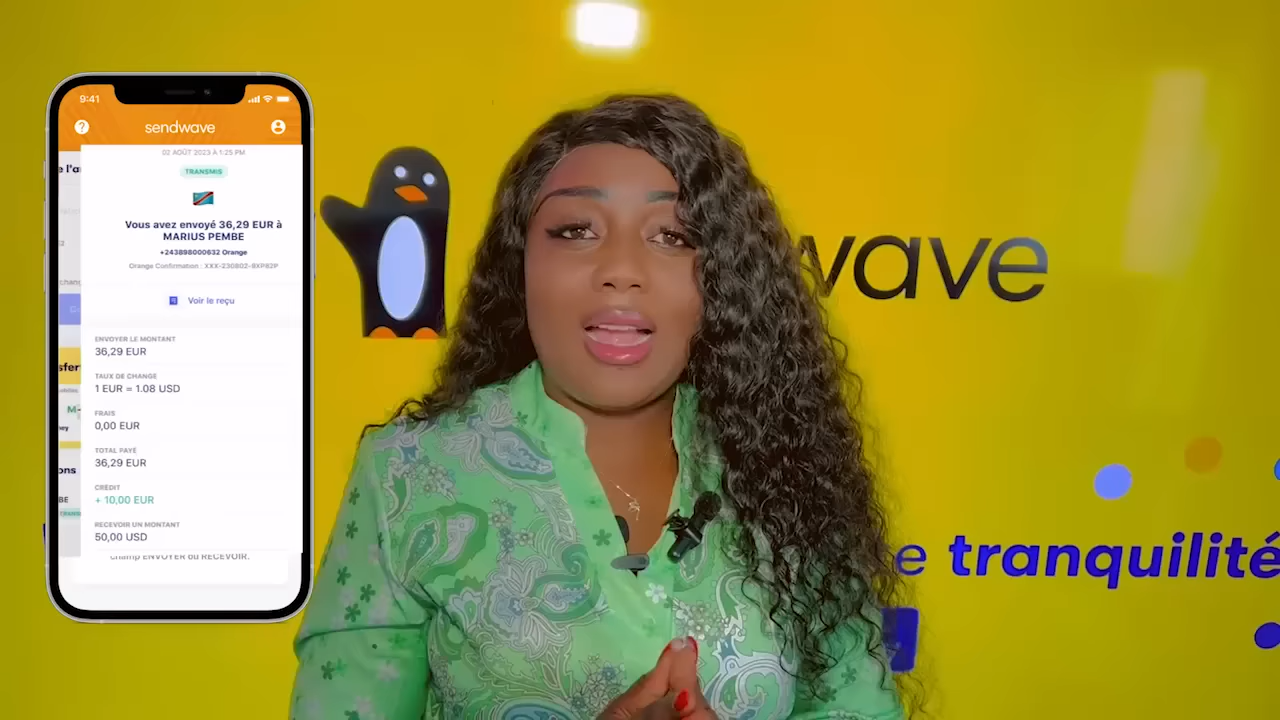 9:41
sendwave
02 AOÛT 2023 À 1:25 PM
TRANSMIS
Vous avez envoyé 36,29 EUR à
MARIUS PEMBE
+243898000632 Orange
Orange Confirmation : XXX-230802-8XP82P
Voir le reçu
ENVOYER LE MONTANT
36,29 EUR
TAUX DE CHANGE
1 EUR = 1.08 USD
FRAIS
0,00 EUR
TOTAL PAYÉ
36,29 EUR
CRÉDIT
+ 10,00 EUR
RECEVOIR UN MONTANT
50,00 USD
champ ENVOYER ou RECEVOIR.
wave
e tranquilité